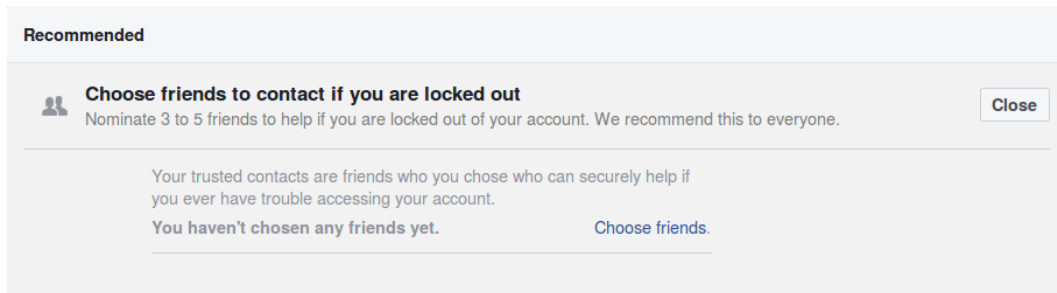 Recommended
Choose friends to contact if you are locked out
Nominate 3 to 5 friends to help if you are locked out of your account. We recommend this to everyone.
Close
Your trusted contacts are friends who you chose who can securely help if
you ever have trouble accessing your account.
You haven't chosen any friends yet. Choose friends.